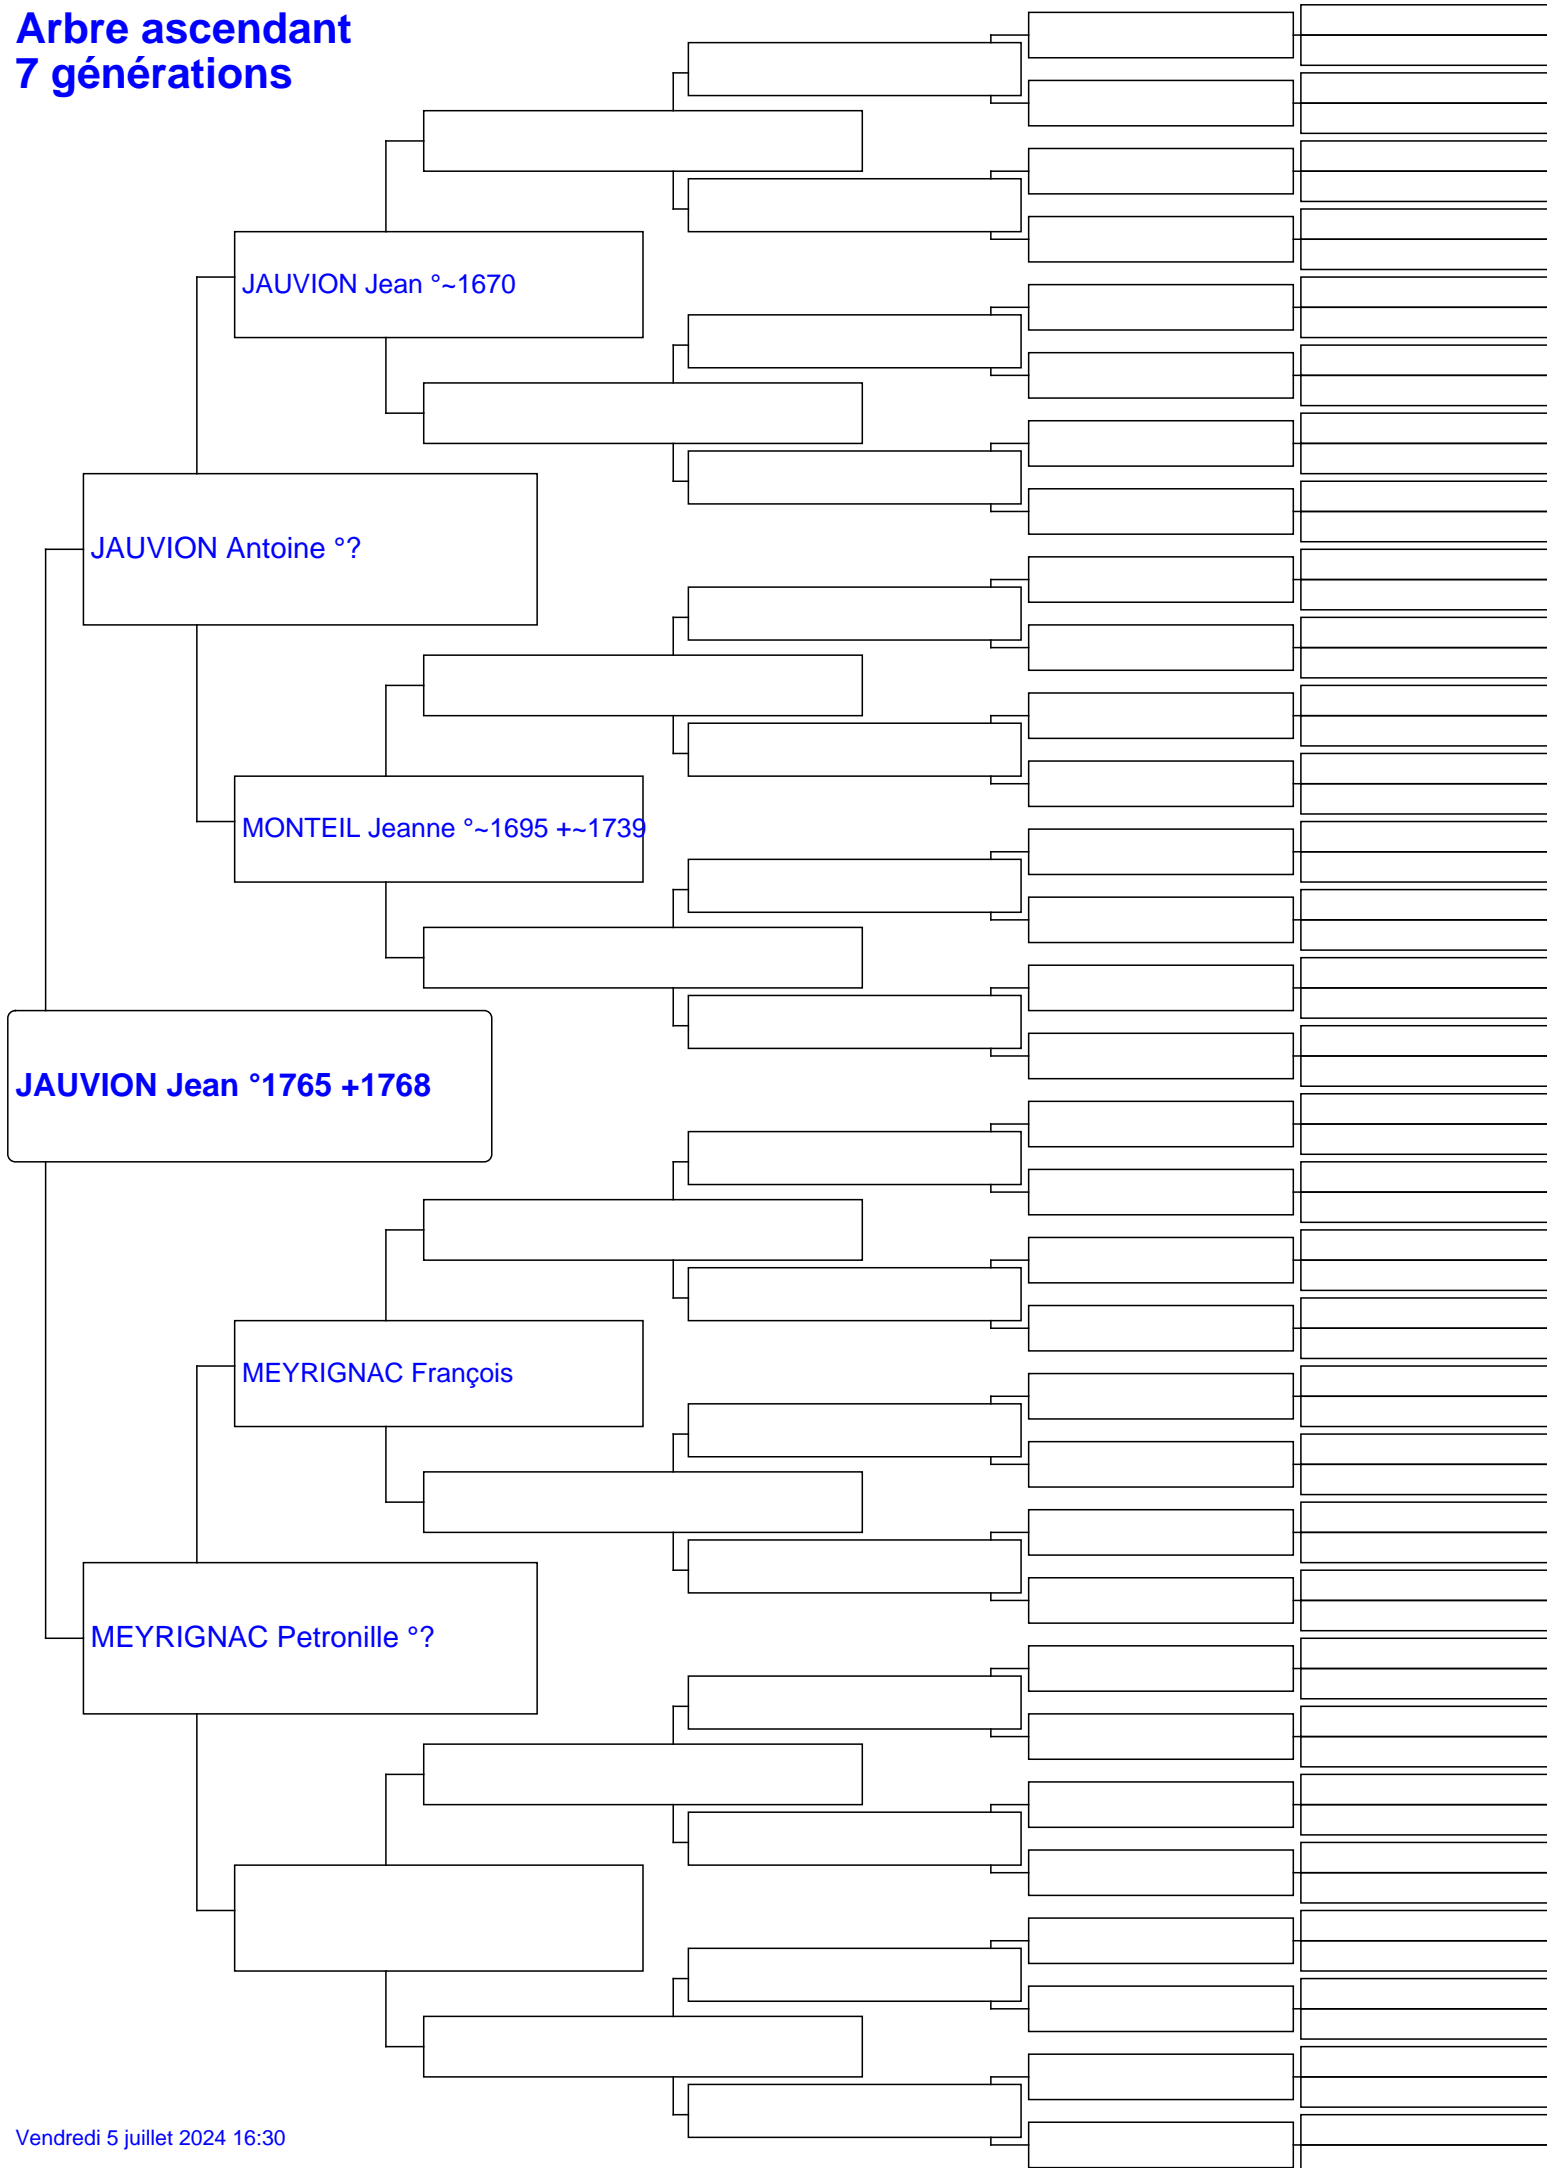 Arbre ascendant
7 générations
JAUVION Jean °~1670
JAUVION Antoine °?
MONTEIL Jeanne °~1695 +~1739
JAUVION Jean °1765 +1768
MEYRIGNAC François
MEYRIGNAC Petronille °?
Vendredi 5 juillet 2024 16:30